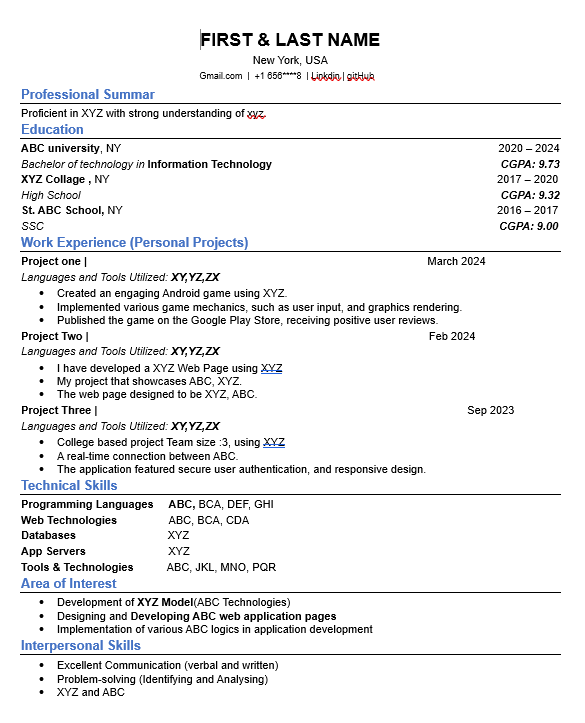 FIRST & LAST NAME
New York, USA
Gmail.com | +1 656****8 | Linkdin | gitHub
Professional Summar
Proficient in XYZ with strong understanding of xyz.
Education
ABC university, NY 2020 – 2024
Bachelor of technology in Information Technology CGPA: 9.73
XYZ Collage , NY 2017 – 2020
High School CGPA: 9.32
St. ABC School, NY 2016 – 2017
SSC CGPA: 9.00
Work Experience (Personal Projects)
Project one | March 2024
Languages and Tools Utilized: XY,YZ,ZX
• Created an engaging Android game using XYZ.
• Implemented various game mechanics, such as user input, and graphics rendering.
• Published the game on the Google Play Store, receiving positive user reviews.
Project Two | Feb 2024
Languages and Tools Utilized: XY,YZ,ZX
• I have developed a XYZ Web Page using XYZ
• My project that showcases ABC, XYZ.
• The web page designed to be XYZ, ABC.
Project Three | Sep 2023
Languages and Tools Utilized: XY,YZ,ZX
• College based project Team size :3, using XYZ
• A real-time connection between ABC.
• The application featured secure user authentication, and responsive design.
Technical Skills
Programming Languages ABC, BCA, DEF, GHI
Web Technologies ABC, BCA, CDA
Databases XYZ
App Servers XYZ
Tools & Technologies ABC, JKL, MNO, PQR
Area of Interest
• Development of XYZ Model(ABC Technologies)
• Designing and Developing ABC web application pages
• Implementation of various ABC logics in application development
Interpersonal Skills
• Excellent Communication (verbal and written)
• Problem-solving (Identifying and Analysing)
• XYZ and ABC